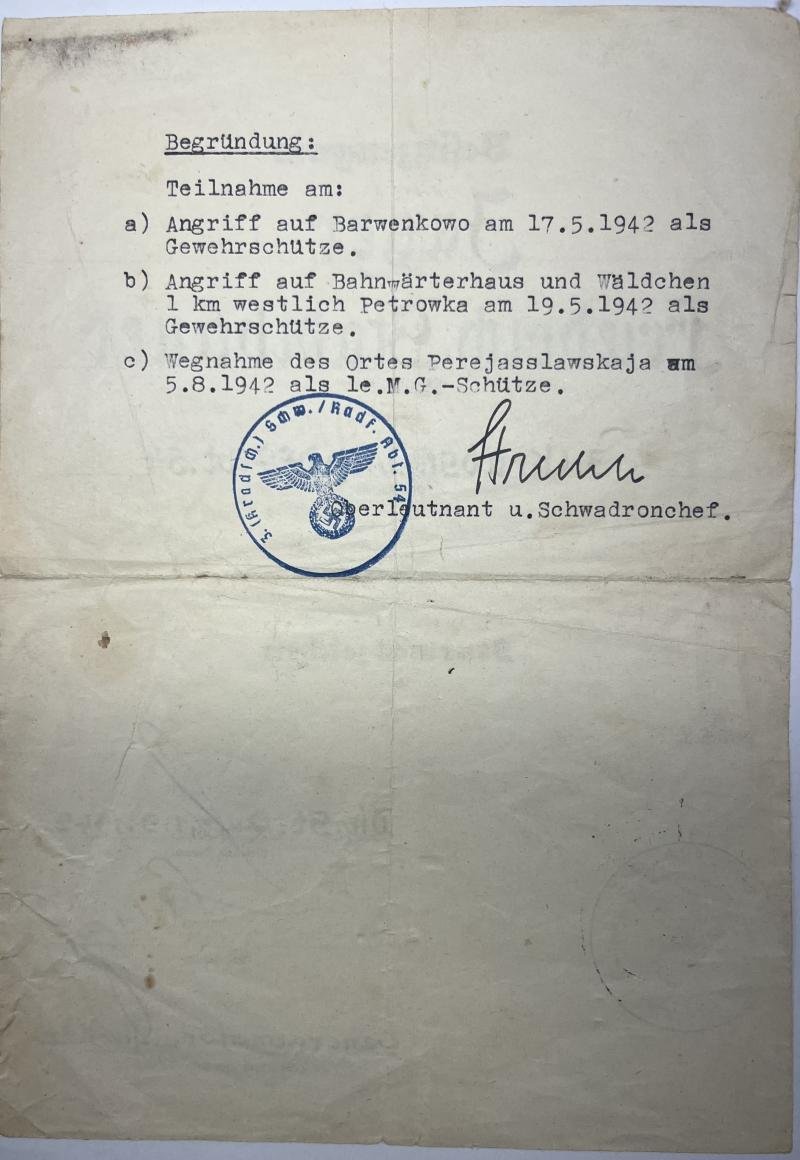 Begründung:
Teilnahme am:
a) Angriff auf Barwenkowo am 17.5.1942 als
Gewehrschütze.
b) Angriff auf Bahnwärterhaus und Wäldchen
1 km westlich Petrowka am 19.5.1942 als
Gewehrschütze.
c) Wegnahme des Ortes Perejasslawskaja am
5.8.1942 als le.M.G.-Schütze.
3. (Kradsch.) Schw. / Radf. Abt. 54
Oberleutnant u. Schwadronchef.